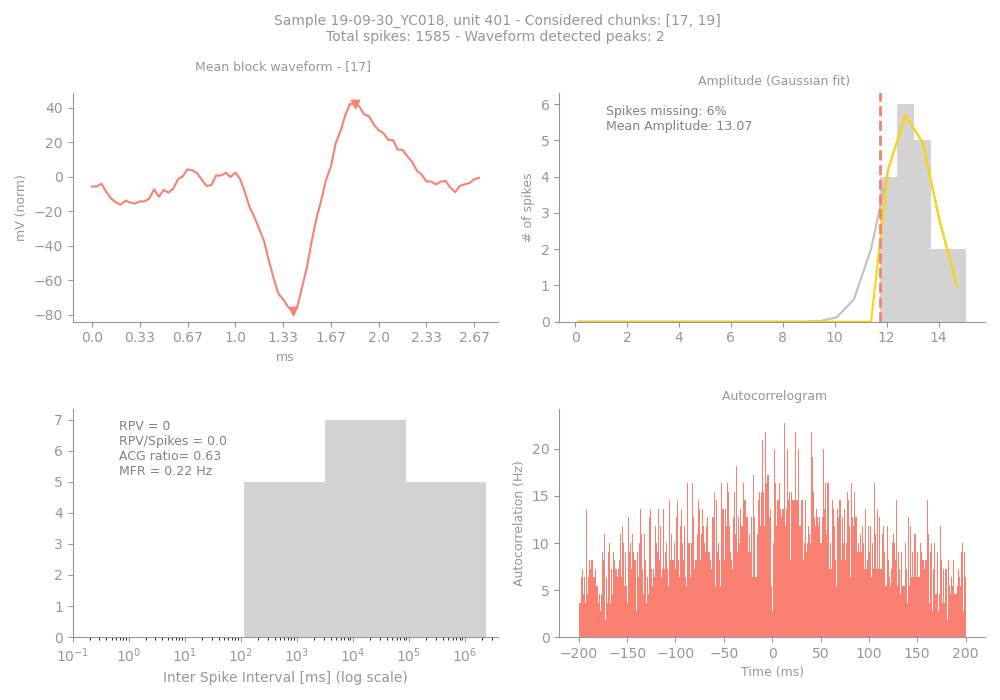 Sample 19-09-30_YC018, unit 401 - Considered chunks: [17, 19]
Total spikes: 1585 - Waveform detected peaks: 2
Mean block waveform - [17]
mV (norm)
40
20
0
−20
−40
−60
−80
0.0 0.33 0.67 1.0 1.33 1.67 2.0 2.33 2.67
ms
Amplitude (Gaussian fit)
Spikes missing: 6%
Mean Amplitude: 13.07
# of spikes
6
5
4
3
2
1
0
0 2 4 6 8 10 12 14
RPV = 0
RPV/Spikes = 0.0
ACG ratio= 0.63
MFR = 0.22 Hz
7
6
5
4
3
2
1
0
10⁻¹ 10⁰ 10¹ 10² 10³ 10⁴ 10⁵ 10⁶
Inter Spike Interval [ms] (log scale)
Autocorrelogram
Autocorrelation (Hz)
20
15
10
5
0
−200 −150 −100 −50 0 50 100 150 200
Time (ms)